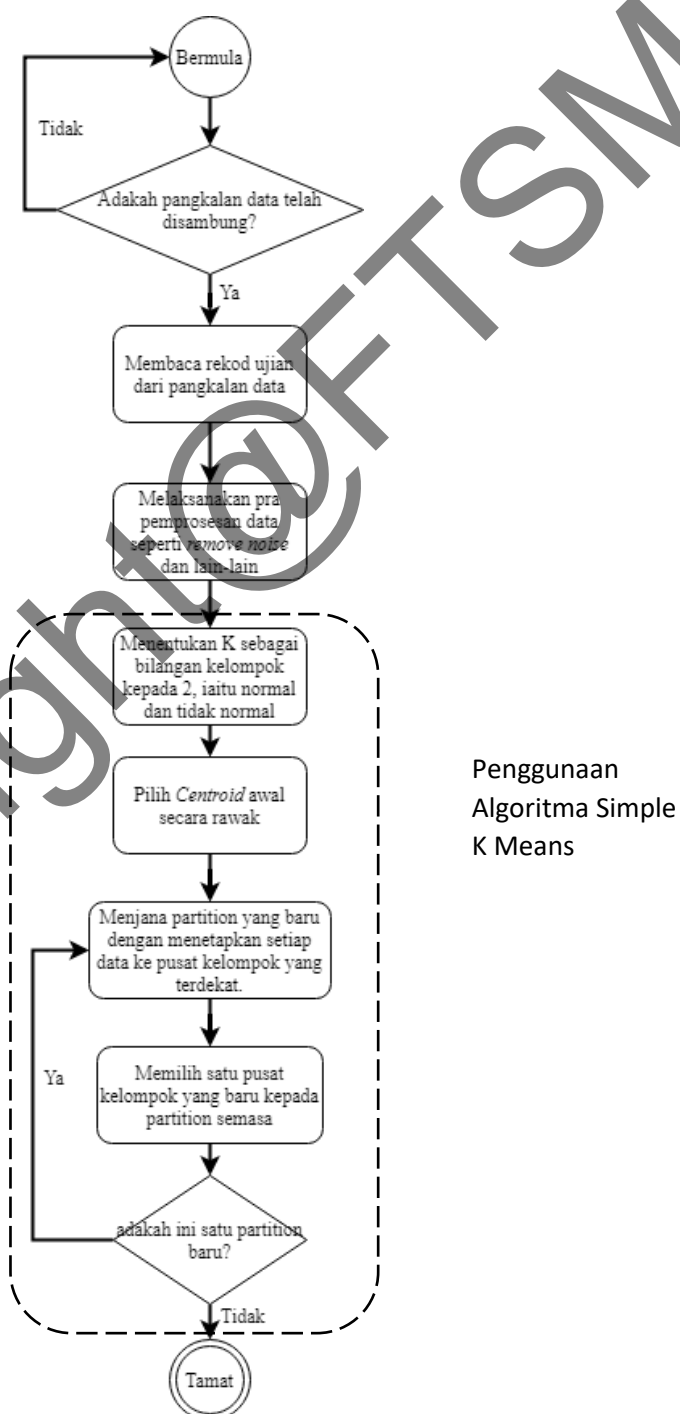 Bermula
Tidak
Adakah pangkalan data telah
disambung?
Ya
Membaca rekod ujian
dari pangkalan data
Melaksanakan pra
pemprosesan data
seperti remove noise
dan lain-lain
Menentukan K sebagai
bilangan kelompok
kepada 2, iaitu normal
dan tidak normal
Pilih Centroid awal
secara rawak
Penggunaan
Algoritma Simple
K Means
Menjana partition yang baru
dengan menetapkan setiap
data ke pusat kelompok yang
terdekat.
Ya
Memilih satu pusat
kelompok yang baru kepada
partition semasa
adakah ini satu partition
baru?
Tidak
Tamat
ight@FTSM